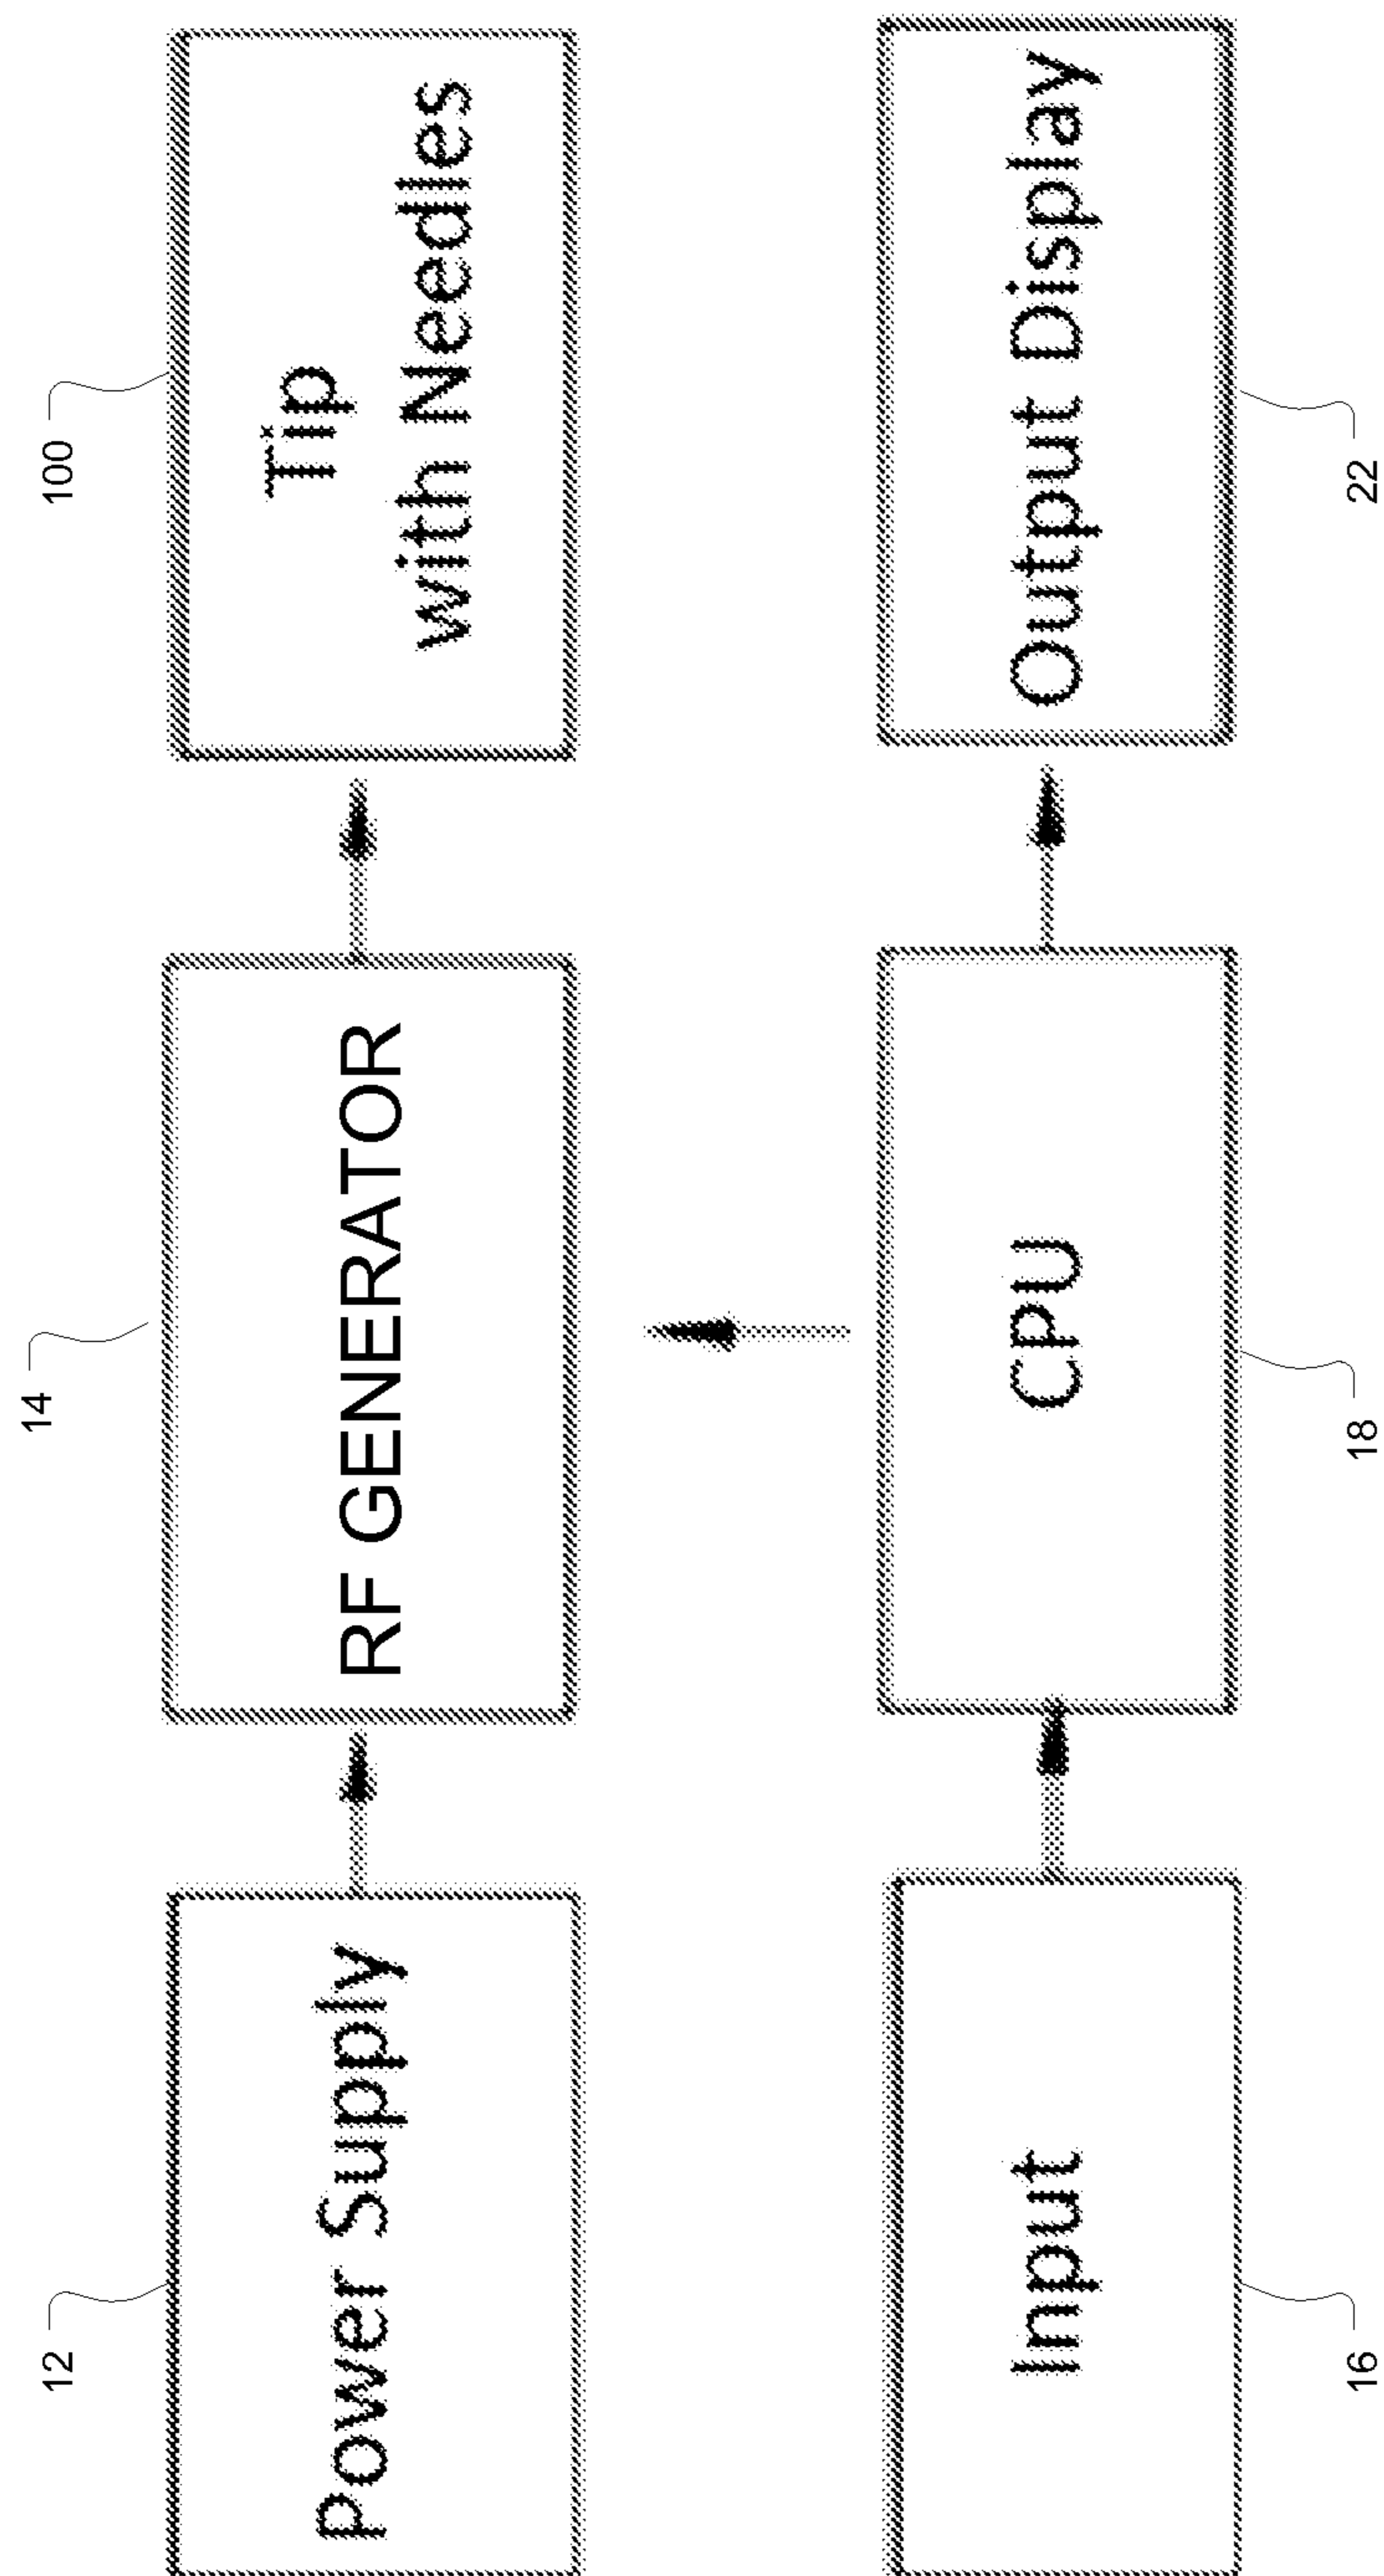 12
14
100
Power Supply
RF GENERATOR
Tip
with Needles
Input
CPU
Output Display
16
18
22